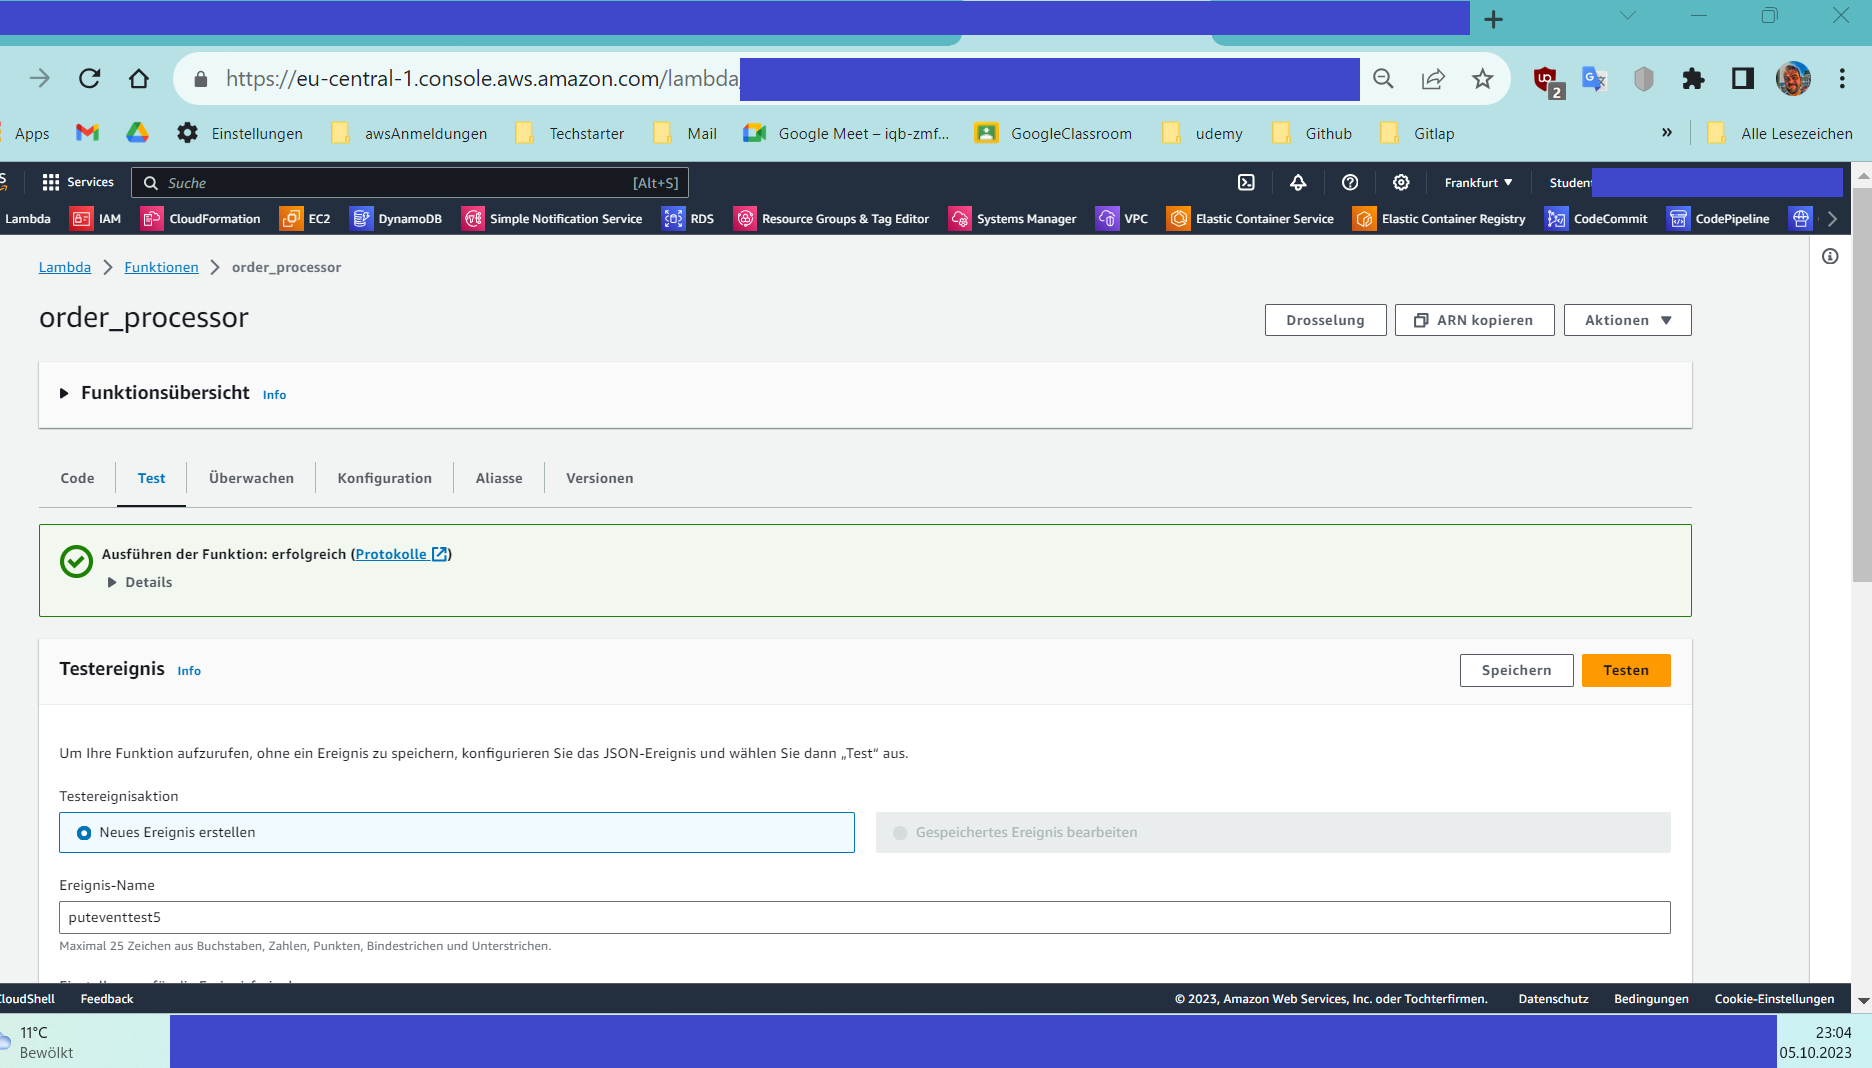 https://eu-central-1.console.aws.amazon.com/lambda
2
Apps
Einstellungen
awsAnmeldungen
Techstarter
Mail
Google Meet – iqb-zmf...
GoogleClassroom
udemy
Github
Gitlap
»
Alle Lesezeichen
Services
Suche
[Alt+S]
Frankfurt
Student
Lambda
IAM
CloudFormation
EC2
DynamoDB
Simple Notification Service
RDS
Resource Groups & Tag Editor
Systems Manager
VPC
Elastic Container Service
Elastic Container Registry
CodeCommit
CodePipeline
Lambda
Funktionen
order_processor
order_processor
Drosselung
ARN kopieren
Aktionen
Funktionsübersicht Info
Code
Test
Überwachen
Konfiguration
Aliasse
Versionen
Ausführen der Funktion: erfolgreich (Protokolle)
Details
Testereignis Info
Speichern
Testen
Um Ihre Funktion aufzurufen, ohne ein Ereignis zu speichern, konfigurieren Sie das JSON-Ereignis und wählen Sie dann „Test“ aus.
Testereignisaktion
Neues Ereignis erstellen
Gespeichertes Ereignis bearbeiten
Ereignis-Name
puteventtest5
Maximal 25 Zeichen aus Buchstaben, Zahlen, Punkten, Bindestrichen und Unterstrichen.
CloudShell
Feedback
© 2023, Amazon Web Services, Inc. oder Tochterfirmen.
Datenschutz
Bedingungen
Cookie-Einstellungen
11°C
Bewölkt
23:04
05.10.2023